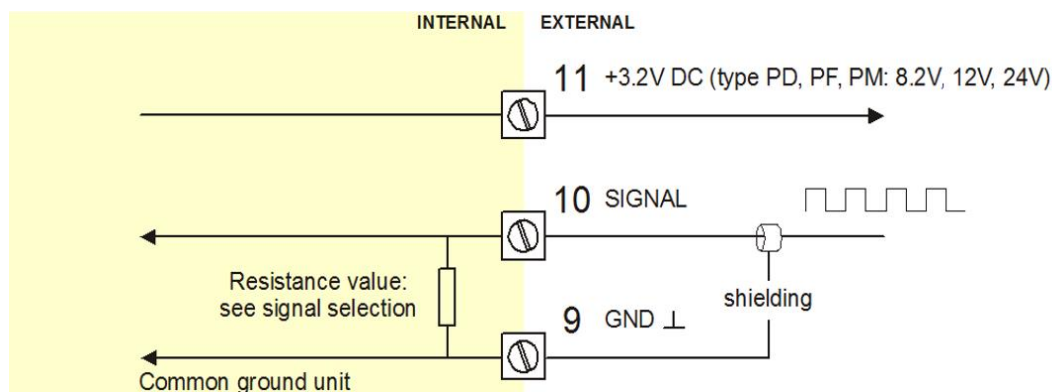 INTERNAL EXTERNAL
11 +3.2V DC (type PD, PF, PM: 8.2V, 12V, 24V)
10 SIGNAL
Resistance value:
see signal selection
shielding
9 GND ⊥
Common ground unit